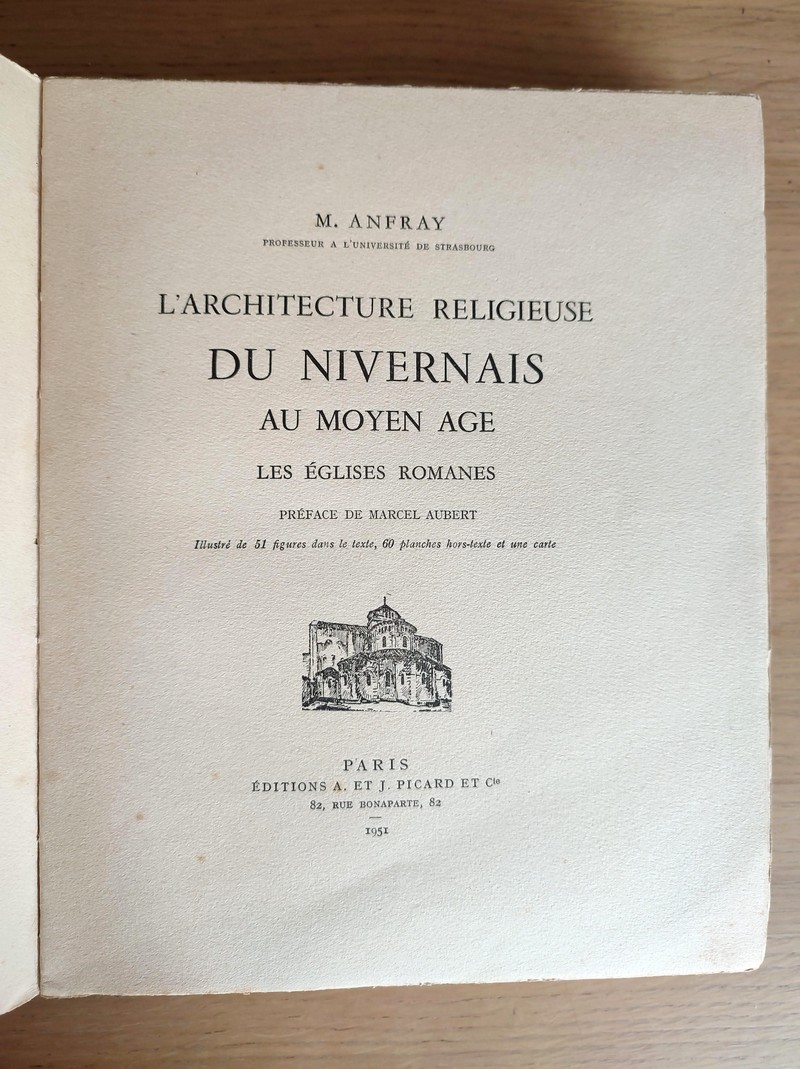 M. ANFRAY
PROFESSEUR A L'UNIVERSITÉ DE STRASBOURG
L'ARCHITECTURE RELIGIEUSE
DU NIVERNAIS
AU MOYEN AGE
LES ÉGLISES ROMANES
PRÉFACE DE MARCEL AUBERT
Illustré de 51 figures dans le texte, 60 planches hors-texte et une carte
PARIS
ÉDITIONS A. ET J. PICARD ET Cie
82, RUE BONAPARTE, 82
1951